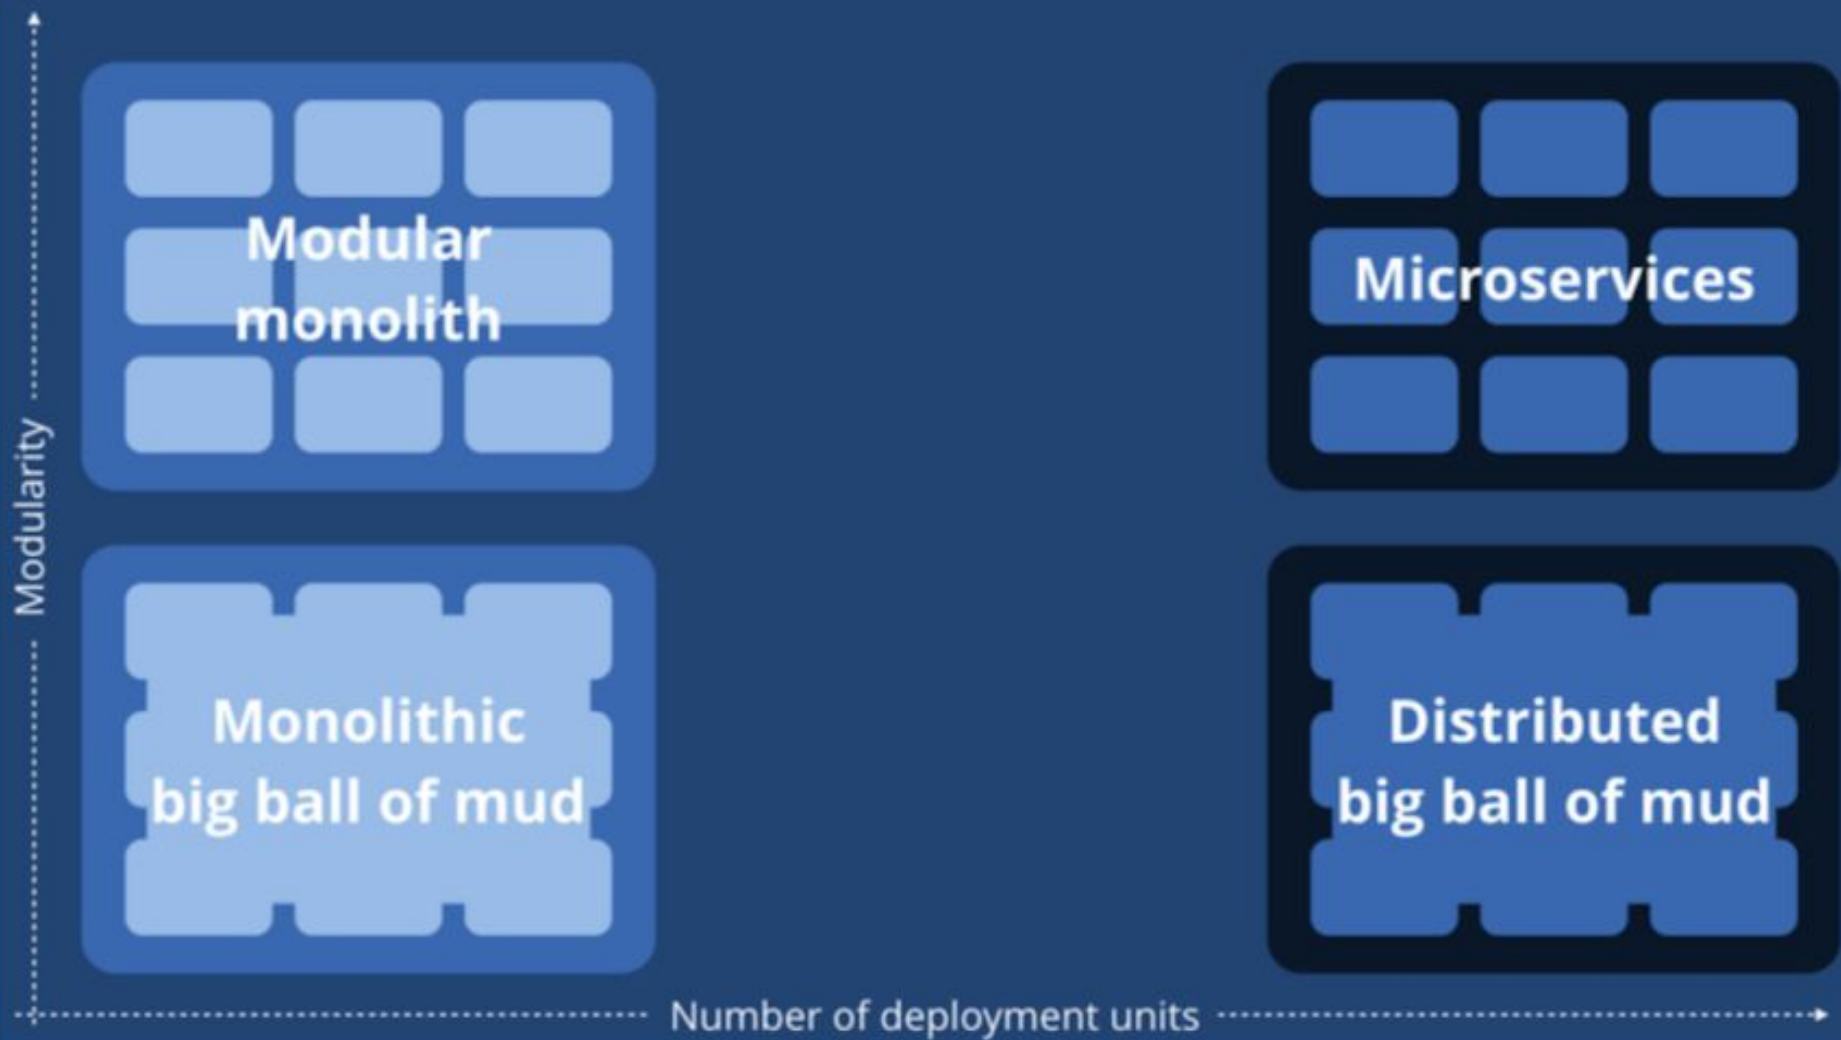 Modular
monolith
Microservices
Modularity
Monolithic
big ball of mud
Distributed
big ball of mud
Number of deployment units